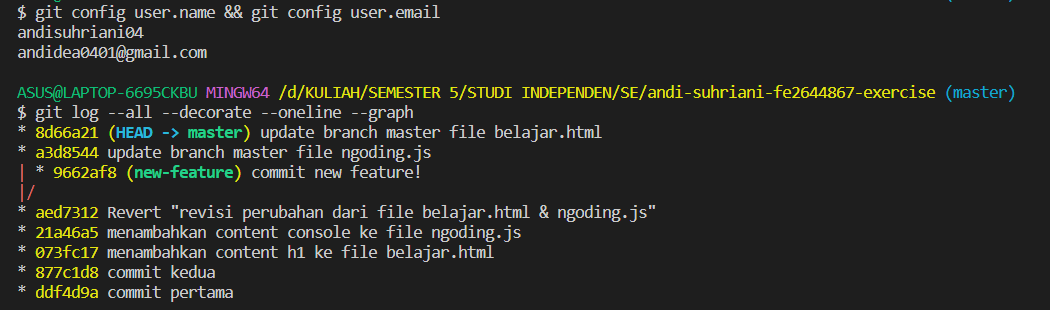 (master)
$ git config user.name && git config user.email
andisuhriani04
andidea0401@gmail.com
ASUS@LAPTOP-6695CKBU MINGW64 /d/KULIAH/SEMESTER 5/STUDI INDEPENDEN/SE/andi-suhriani-fe2644867-exercise (master)
$ git log --all --decorate --oneline --graph
* 8d66a21 (HEAD -> master) update branch master file belajar.html
* a3d8544 update branch master file ngoding.js
| * 9662af8 (new-feature) commit new feature!
|/
* aed7312 Revert "revisi perubahan dari file belajar.html & ngoding.js"
* 21a46a5 menambahkan content console ke file ngoding.js
* 073fc17 menambahkan content h1 ke file belajar.html
* 877c1d8 commit kedua
* ddf4d9a commit pertama